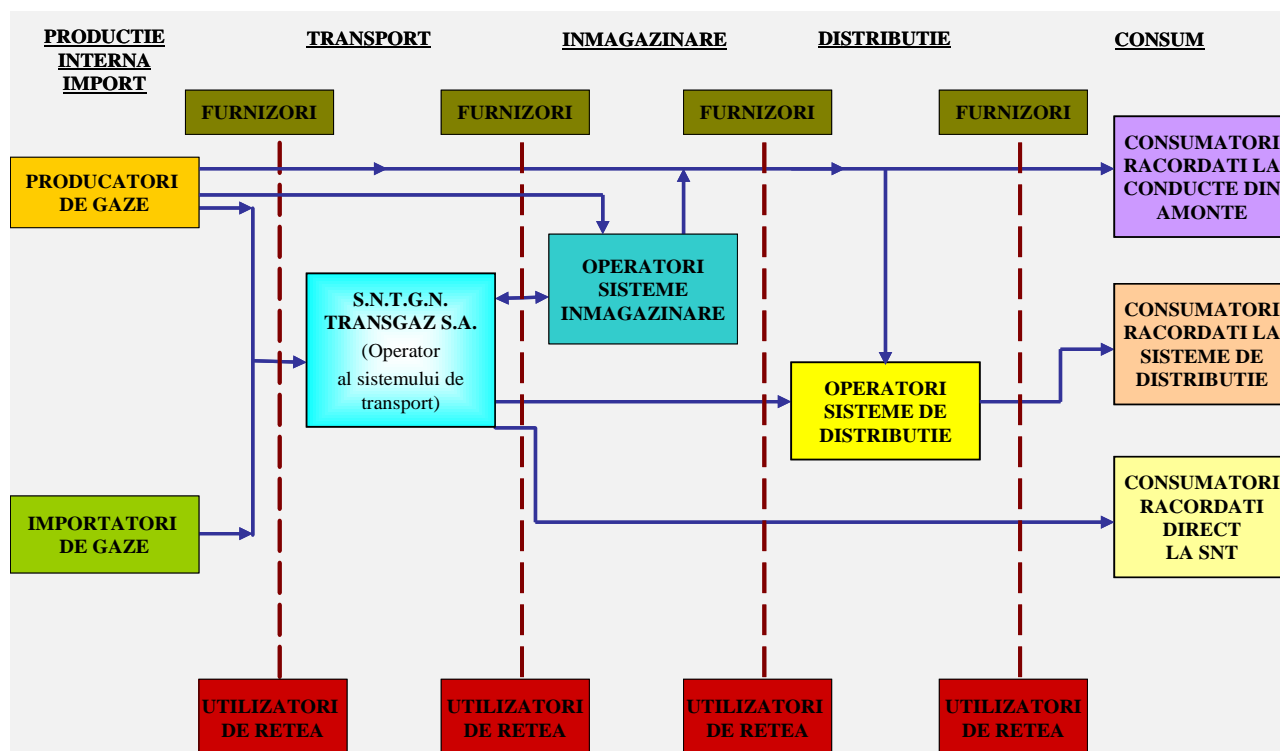 PRODUCTIE
INTERNA
IMPORT
TRANSPORT
INMAGAZINARE
DISTRIBUTIE
CONSUM
FURNIZORI
FURNIZORI
FURNIZORI
FURNIZORI
PRODUCATORI
DE GAZE
CONSUMATORI
RACORDATI LA
CONDUCTE DIN
AMONTE
OPERATORI
SISTEME
INMAGAZINARE
S.N.T.G.N.
TRANSGAZ S.A.
(Operator
al sistemului de
transport)
CONSUMATORI
RACORDATI LA
SISTEME DE
DISTRIBUTIE
OPERATORI
SISTEME DE
DISTRIBUTIE
IMPORTATORI
DE GAZE
CONSUMATORI
RACORDATI
DIRECT
LA SNT
UTILIZATORI
DE RETEA
UTILIZATORI
DE RETEA
UTILIZATORI
DE RETEA
UTILIZATORI
DE RETEA